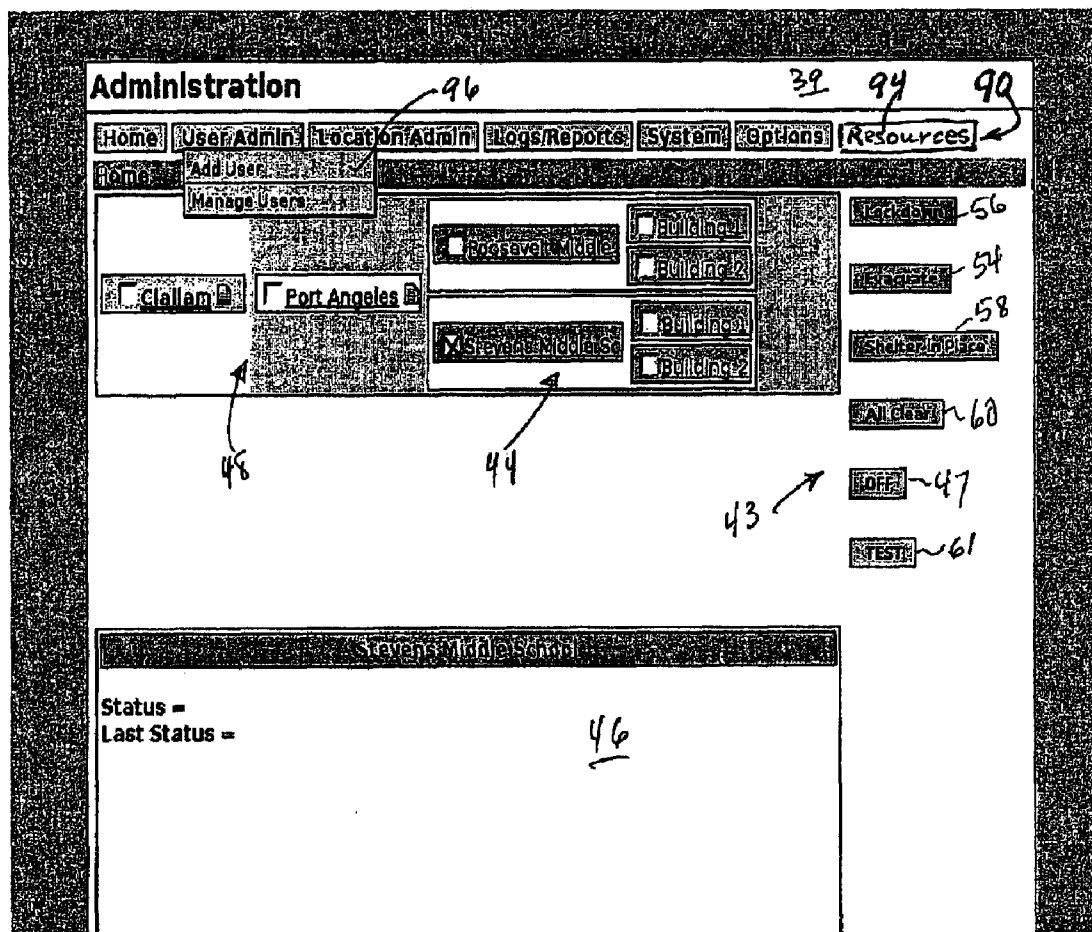 Administration 96 39 94 90
Home User Admin Location Admin Logs/Reports System Options Resources
Home Add User
Manage Users
Lockdown 56
Roosevelt Middle Building 1
Building 2
Evacuate 54
Clallam Port Angeles
58
Building 1
Stevens Middle Sc
Shelter in Place
Building 2
All Clear 60
48 44
OFF 47
43
TEST 61
Stevens Middle School
Status =
Last Status =
46